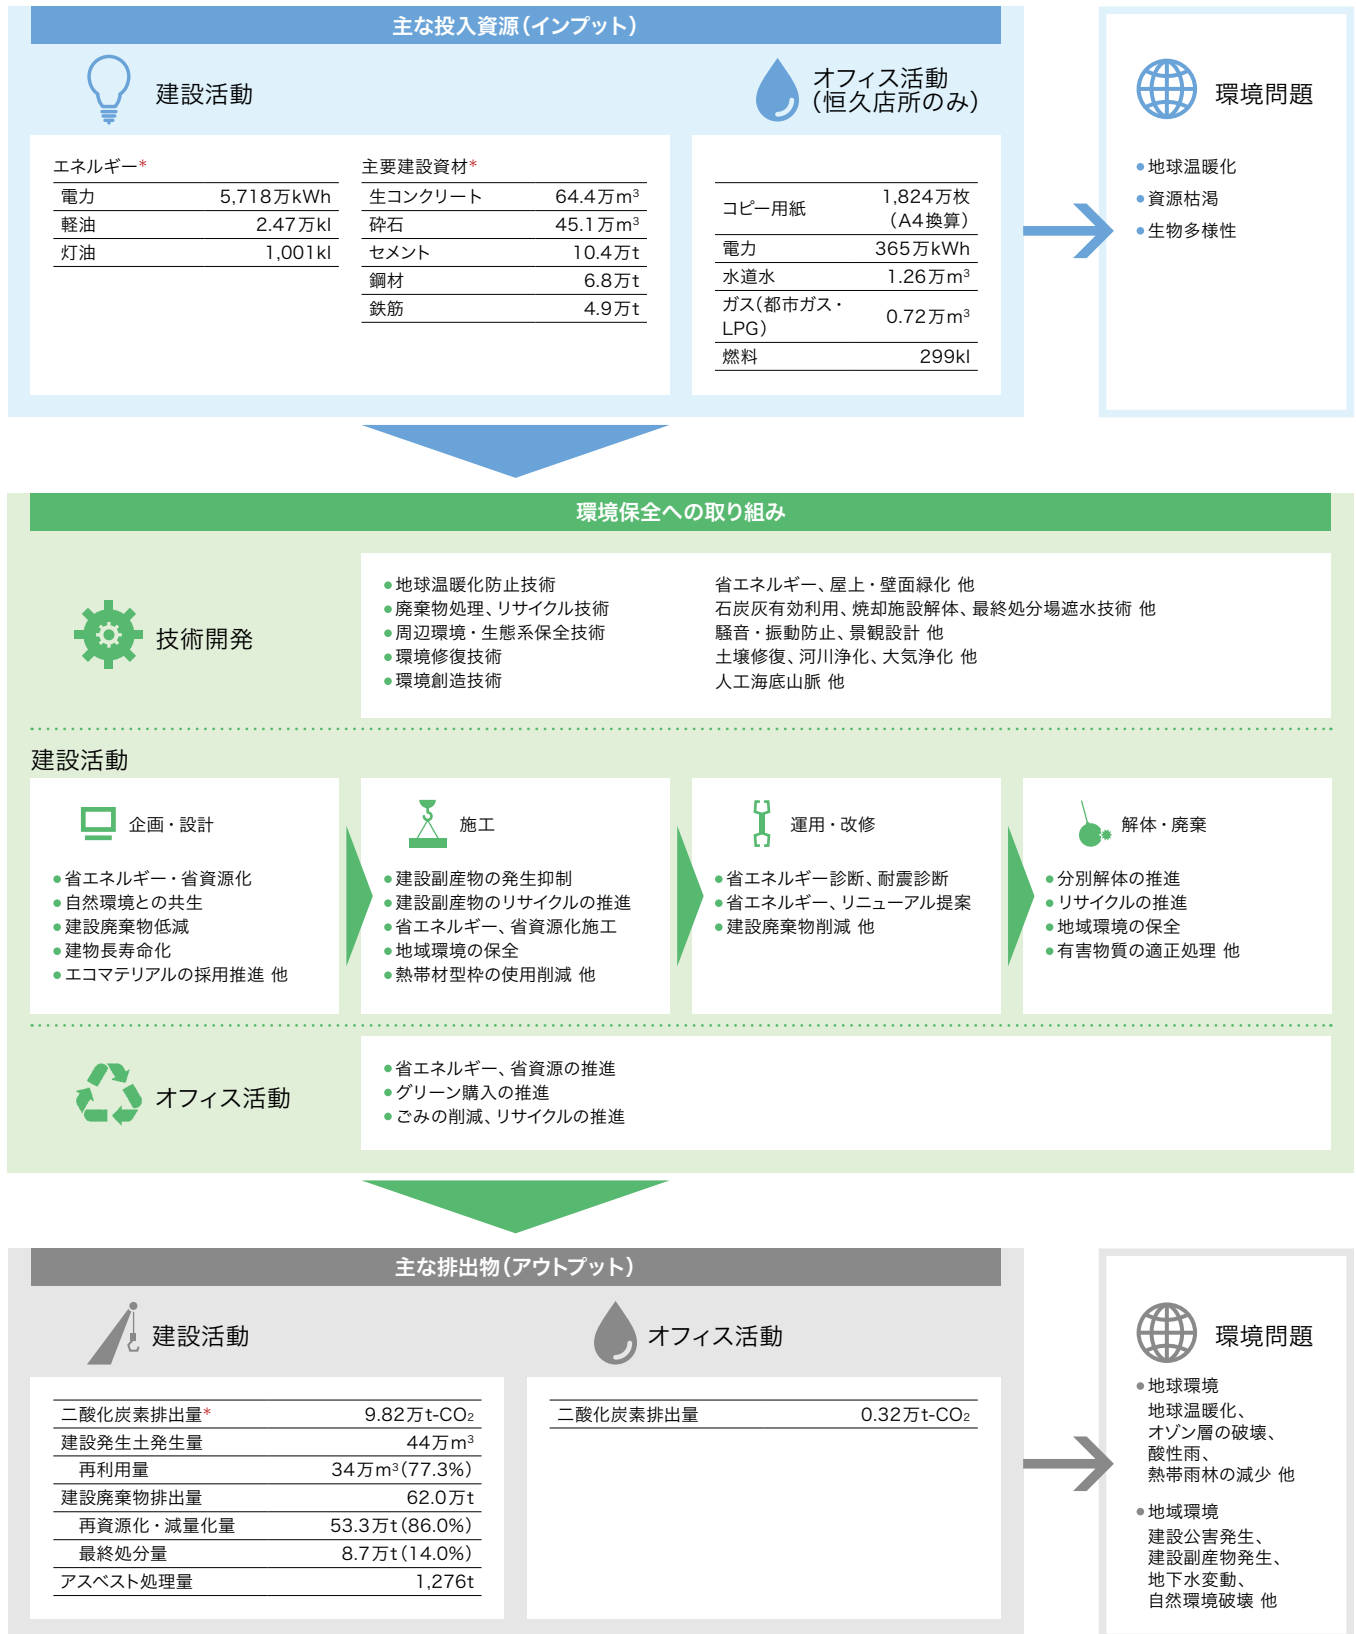 主な投入資源（インプット）
建設活動
オフィス活動
（恒久店所のみ）
エネルギー*
電力 5,718万kWh
軽油 2.47万kl
灯油 1,001kl
主要建設資材*
生コンクリート 64.4万m³
砕石 45.1万m³
セメント 10.4万t
鋼材 6.8万t
鉄筋 4.9万t
コピー用紙 1,824万枚
（A4換算）
電力 365万kWh
水道水 1.26万m³
ガス（都市ガス・
LPG） 0.72万m³
燃料 299kl
環境問題
●地球温暖化
●資源枯渇
●生物多様性
環境保全への取り組み
技術開発
●地球温暖化防止技術 省エネルギー、屋上・壁面緑化 他
●廃棄物処理、リサイクル技術 石炭灰有効利用、焼却施設解体、最終処分場遮水技術 他
●周辺環境・生態系保全技術 騒音・振動防止、景観設計 他
●環境修復技術 土壌修復、河川浄化、大気浄化 他
●環境創造技術 人工海底山脈 他
建設活動
企画・設計
●省エネルギー・省資源化
●自然環境との共生
●建設廃棄物低減
●建物長寿命化
●エコマテリアルの採用推進 他
施工
●建設副産物の発生抑制
●建設副産物のリサイクルの推進
●省エネルギー、省資源化施工
●地域環境の保全
●熱帯材型枠の使用削減 他
運用・改修
●省エネルギー診断、耐震診断
●省エネルギー、リニューアル提案
●建設廃棄物削減 他
解体・廃棄
●分別解体の推進
●リサイクルの推進
●地域環境の保全
●有害物質の適正処理 他
オフィス活動
●省エネルギー、省資源の推進
●グリーン購入の推進
●ごみの削減、リサイクルの推進
主な排出物（アウトプット）
建設活動
二酸化炭素排出量* 9.82万t-CO₂
建設発生土発生量 44万m³
再利用量 34万m³（77.3%）
建設廃棄物排出量 62.0万t
再資源化・減量化量 53.3万t（86.0%）
最終処分量 8.7万t（14.0%）
アスベスト処理量 1,276t
オフィス活動
二酸化炭素排出量 0.32万t-CO₂
環境問題
●地球環境
地球温暖化、
オゾン層の破壊、
酸性雨、
熱帯雨林の減少 他
●地域環境
建設公害発生、
建設副産物発生、
地下水変動、
自然環境破壊 他